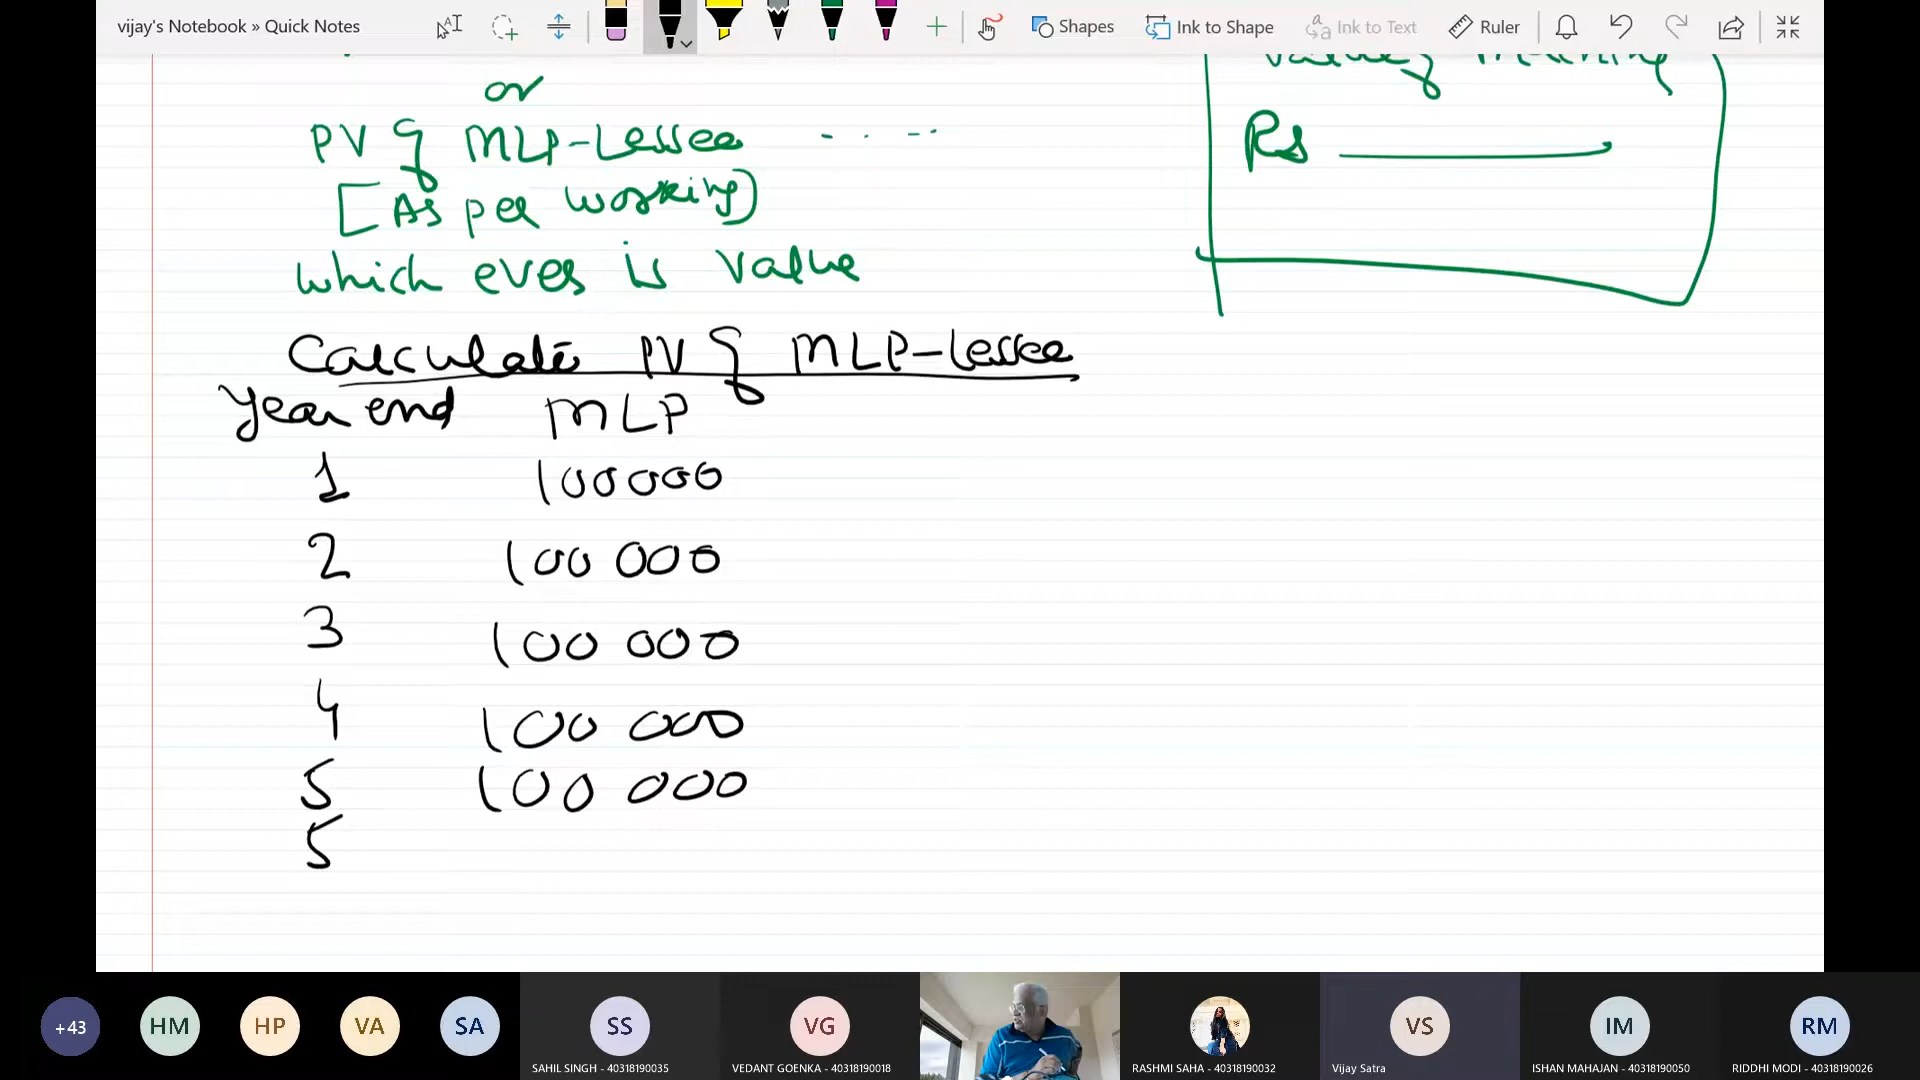 vijay's Notebook » Quick Notes
Shapes
Ink to Shape
Ink to Text
Ruler
or
PV of MLP-Lessee .....
[As per working)
which ever is value
Rs
Calculate PV of MLP-Lessee
Year end MLP
1 100000
2 100 000
3 100 000
4 100 000
5 100 000
5
+43
HM
HP
VA
SA
SS
SAHIL SINGH - 40318190035
VG
VEDANT GOENKA - 40318190018
RASHMI SAHA - 40318190032
VS
Vijay Satra
IM
ISHAN MAHAJAN - 40318190050
RM
RIDDHI MODI - 40318190026